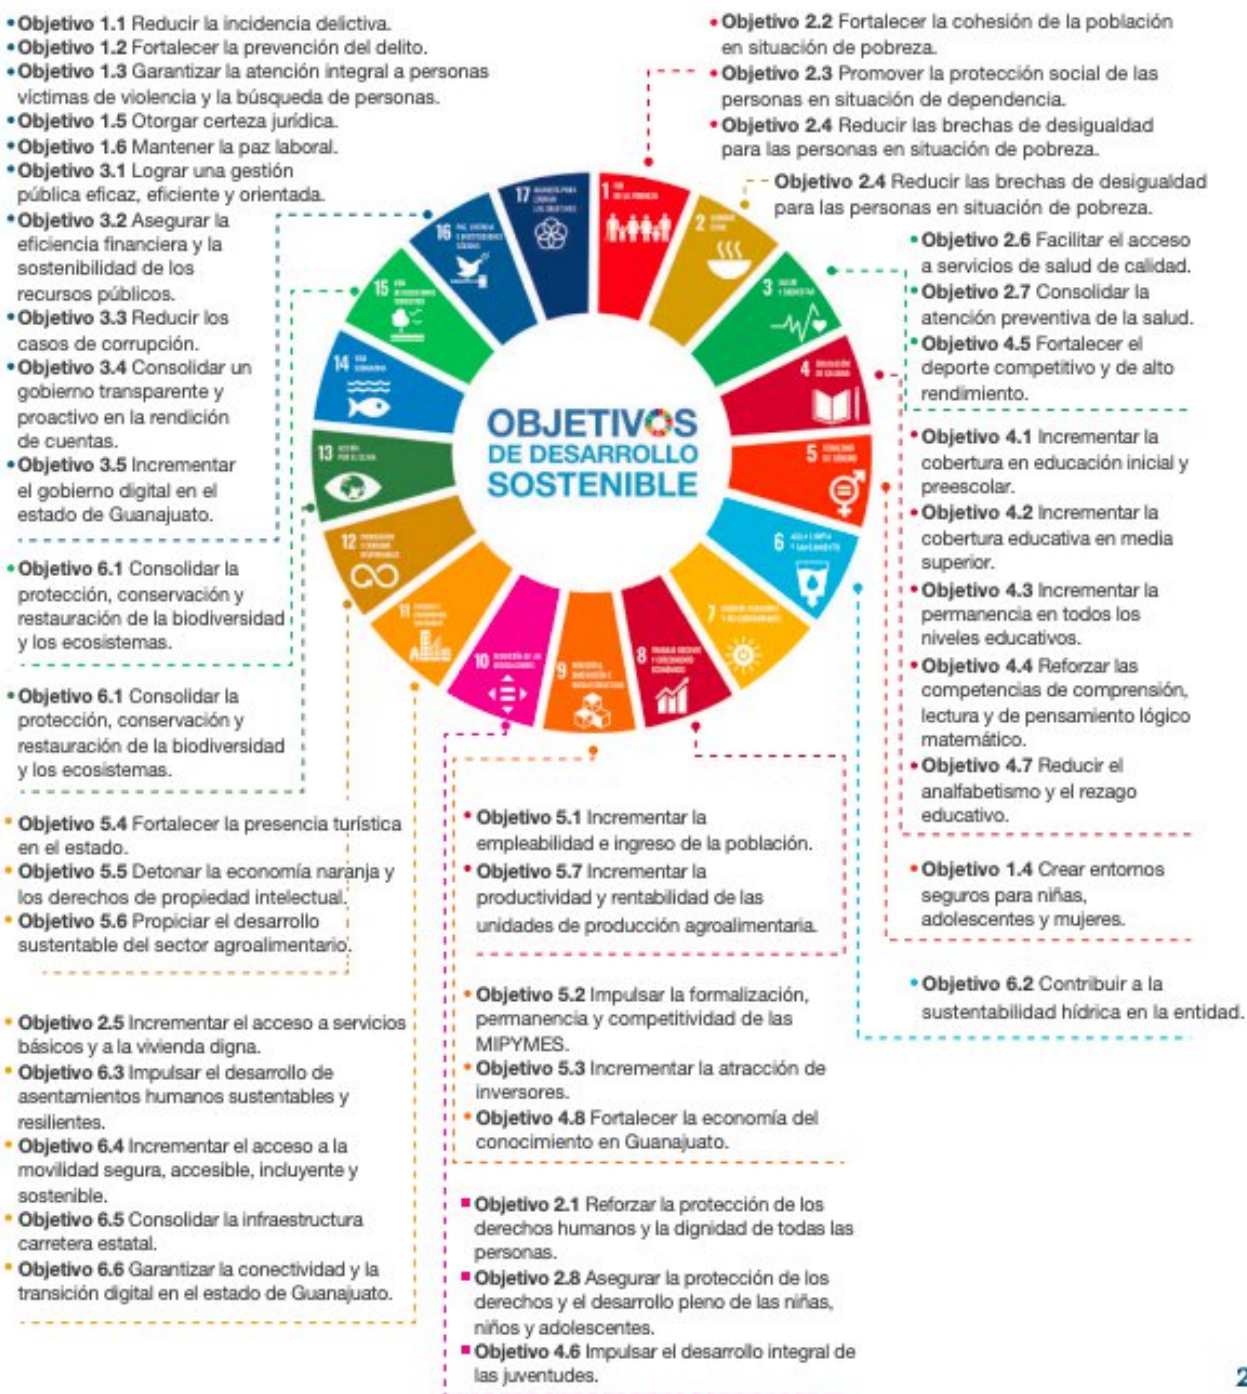 •Objetivo 1.1 Reducir la incidencia delictiva.
•Objetivo 1.2 Fortalecer la prevención del delito.
•Objetivo 1.3 Garantizar la atención integral a personas
víctimas de violencia y la búsqueda de personas.
•Objetivo 1.5 Otorgar certeza jurídica.
•Objetivo 1.6 Mantener la paz laboral.
•Objetivo 3.1 Lograr una gestión
pública eficaz, eficiente y orientada.
•Objetivo 3.2 Asegurar la
eficiencia financiera y la
sostenibilidad de los
recursos públicos.
•Objetivo 3.3 Reducir los
casos de corrupción.
•Objetivo 3.4 Consolidar un
gobierno transparente y
proactivo en la rendición
de cuentas.
•Objetivo 3.5 Incrementar
el gobierno digital en el
estado de Guanajuato.
•Objetivo 6.1 Consolidar la
protección, conservación y
restauración de la biodiversidad
y los ecosistemas.
•Objetivo 6.1 Consolidar la
protección, conservación y
restauración de la biodiversidad
y los ecosistemas.
•Objetivo 5.4 Fortalecer la presencia turística
en el estado.
•Objetivo 5.5 Detonar la economía naranja y
los derechos de propiedad intelectual.
•Objetivo 5.6 Propiciar el desarrollo
sustentable del sector agroalimentario.
•Objetivo 2.5 Incrementar el acceso a servicios
básicos y a la vivienda digna.
•Objetivo 6.3 Impulsar el desarrollo de
asentamientos humanos sustentables y
resilientes.
•Objetivo 6.4 Incrementar el acceso a la
movilidad segura, accesible, incluyente y
sostenible.
•Objetivo 6.5 Consolidar la infraestructura
carretera estatal.
•Objetivo 6.6 Garantizar la conectividad y la
transición digital en el estado de Guanajuato.
•Objetivo 2.2 Fortalecer la cohesión de la población
en situación de pobreza.
•Objetivo 2.3 Promover la protección social de las
personas en situación de dependencia.
•Objetivo 2.4 Reducir las brechas de desigualdad
para las personas en situación de pobreza.
Objetivo 2.4 Reducir las brechas de desigualdad
para las personas en situación de pobreza.
•Objetivo 2.6 Facilitar el acceso
a servicios de salud de calidad.
•Objetivo 2.7 Consolidar la
atención preventiva de la salud.
•Objetivo 4.5 Fortalecer el
deporte competitivo y de alto
rendimiento.
•Objetivo 4.1 Incrementar la
cobertura en educación inicial y
preescolar.
•Objetivo 4.2 Incrementar la
cobertura educativa en media
superior.
•Objetivo 4.3 Incrementar la
permanencia en todos los
niveles educativos.
•Objetivo 4.4 Reforzar las
competencias de comprensión,
lectura y de pensamiento lógico
matemático.
•Objetivo 4.7 Reducir el
analfabetismo y el rezago
educativo.
•Objetivo 1.4 Crear entornos
seguros para niñas,
adolescentes y mujeres.
•Objetivo 6.2 Contribuir a la
sustentabilidad hídrica en la entidad.
OBJETIVOS
DE DESARROLLO
SOSTENIBLE
1
2
3
4
5
6
7
8
9
10
11
12
13
14
15
16
17
•Objetivo 5.1 Incrementar la
empleabilidad e ingreso de la población.
•Objetivo 5.7 Incrementar la
productividad y rentabilidad de las
unidades de producción agroalimentaria.
•Objetivo 5.2 Impulsar la formalización,
permanencia y competitividad de las
MIPYMES.
•Objetivo 5.3 Incrementar la atracción de
inversores.
•Objetivo 4.8 Fortalecer la economía del
conocimiento en Guanajuato.
Objetivo 2.1 Reforzar la protección de los
derechos humanos y la dignidad de todas las
personas.
Objetivo 2.8 Asegurar la protección de los
derechos y el desarrollo pleno de las niñas,
niños y adolescentes.
Objetivo 4.6 Impulsar el desarrollo integral de
las juventudes.
2